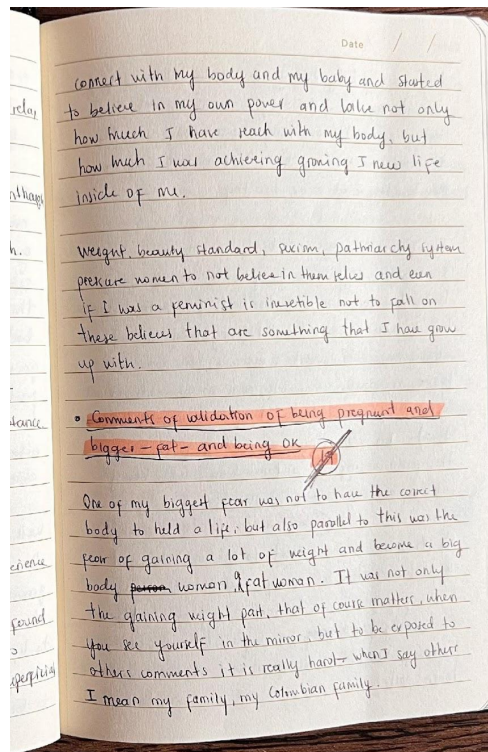 Date / /
connect with my body and my baby and started
to believe in my own power and value not only
how much I have reach with my body, but
how much I was achieving growing I new life
inside of me.
Weight, beauty standard, sexism, pathriarchy system
pressure women to not believe in themselves and even
if I was a feminist is inevetible not to fall on
these believes that are something that I have grow
up with.
• Comments of validation of being pregnant and
bigger - fat - and being OK
One of my biggest fear was not to have the correct
body to held a life, but also parallel to this was the
fear of gaining a lot of weight and become a big
body person woman, a fat woman. It was not only
the gaining weight part, that of course matters, when
you see yourself in the mirror, but to be exposed to
others comments it is really hard - when I say others
I mean my family, my Colombian family.
relax
h.
tance
erience
found
o
uperficial